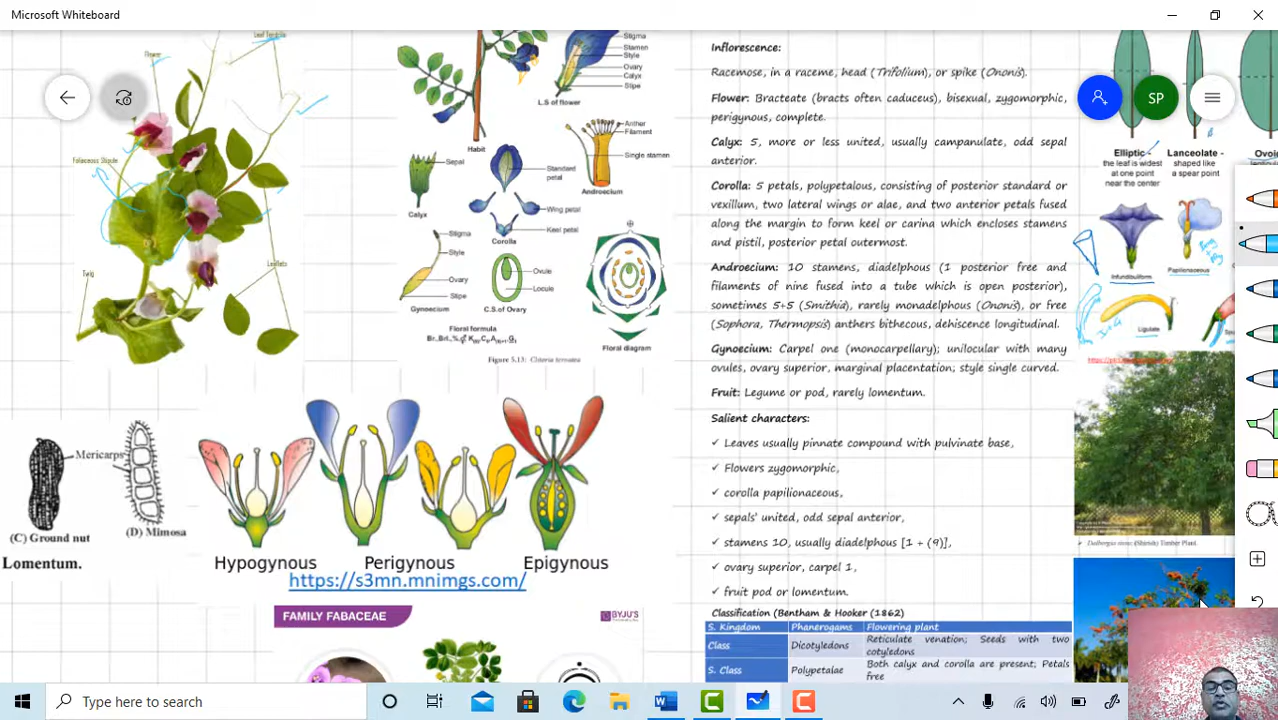 Microsoft Whiteboard
Leaf Tendrils
Flower
Foliaceous Stipule
Leaflets
Twig
Stigma
Stamen
Style
Ovary
Calyx
Stipe
L.S of flower
Habit
Anther
Filament
Single stamen
Androecium
Sepal
Calyx
Standard
petal
Wing petal
Keel petal
Corolla
Stigma
Style
Ovary
Stipe
Gynoecium
Ovule
Locule
C.S.of Ovary
Floral formula
Floral diagram
Figure 5.13: Clitoria ternatea
Mericarps
(C) Ground nut
(D) Mimosa
Lomentum.
Hypogynous
Perigynous
Epigynous
https://s3mn.mnimgs.com/
FAMILY FABACEAE
BYJU'S
Inflorescence:
Racemose, in a raceme, head (Trifolium), or spike (Ononis).
Flower: Bracteate (bracts often caduceus), bisexual, zygomorphic,
perigynous, complete.
Calyx: 5, more or less united, usually campanulate, odd sepal
anterior.
Corolla: 5 petals, polypetalous, consisting of posterior standard or
vexillum, two lateral wings or alae, and two anterior petals fused
along the margin to form keel or carina which encloses stamens
and pistil, posterior petal outermost.
Androecium: 10 stamens, diadelphous (1 posterior free and
filaments of nine fused into a tube which is open posterior),
sometimes 5+5 (Smithia), rarely monadelphous (Ononis), or free
(Sophora, Thermopsis) anthers bithecous, dehiscence longitudinal.
Gynoecium: Carpel one (monocarpellary); unilocular with many
ovules, ovary superior, marginal placentation; style single curved.
Fruit: Legume or pod, rarely lomentum.
Salient characters:
✓ Leaves usually pinnate compound with pulvinate base,
✓ Flowers zygomorphic,
✓ corolla papilionaceous,
✓ sepals' united, odd sepal anterior,
✓ stamens 10, usually diadelphous [1 + (9)],
✓ ovary superior, carpel 1,
✓ fruit pod or lomentum.
Classification (Bentham & Hooker (1862)
S. Kingdom Phanerogams Flowering plant
Class Dicotyledons Reticulate venation; Seeds with two
cotyledons
S. Class Polypetalae Both calyx and corolla are present; Petals
free
SP
Elliptic -
the leaf is widest
at one point
near the center
Lanceolate -
shaped like
a spear point
Infundibuliform
Papilionaceous
Ligulate
Timber Plant.
Type here to search